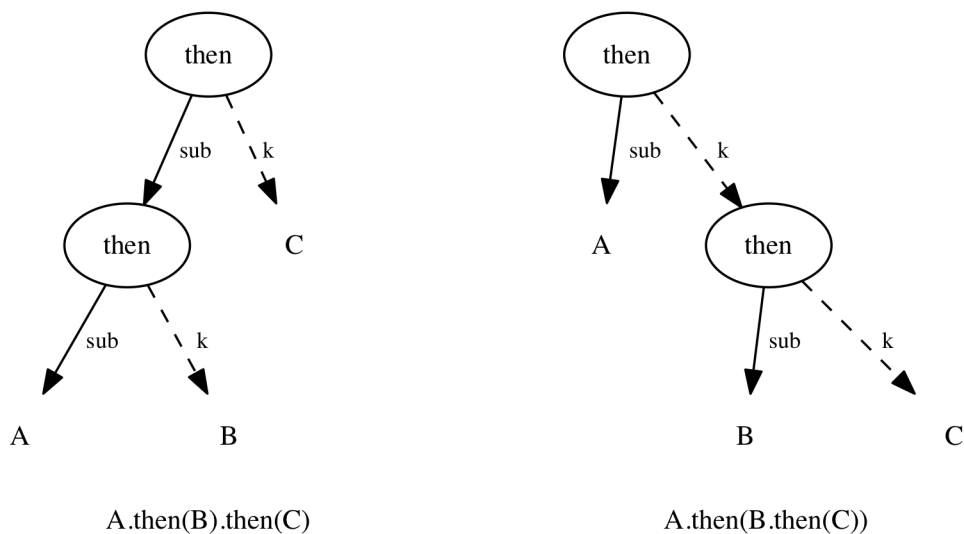 then then
sub k sub k
then C A then
sub k sub k
A B B C
A.then(B).then(C) A.then(B.then(C))